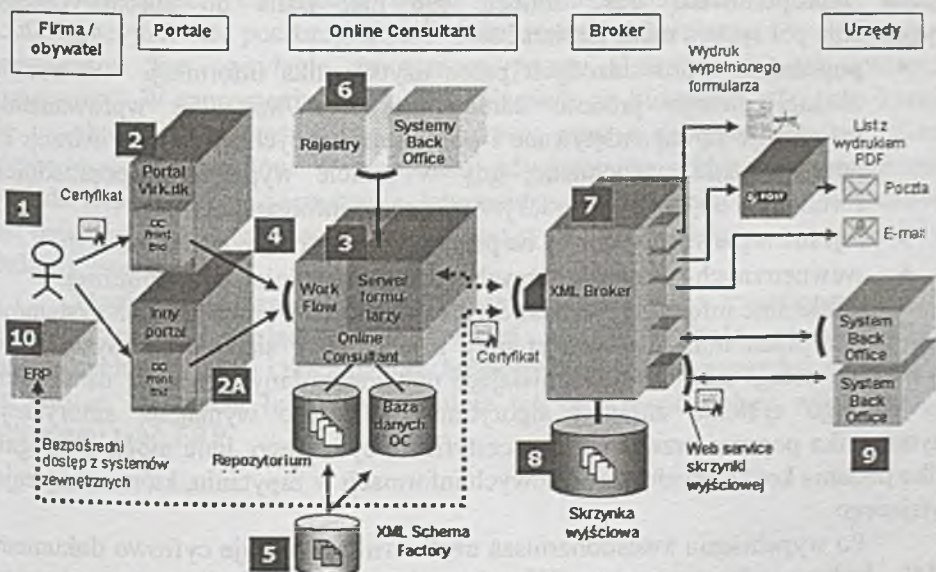 Firma /
obywatel
Portale
Online Consultant
Broker
Urzędy
Wydruk
wypełnionego
formularza
6
Rejestry
Systemy
Back
Office
List z
wydrukiem
PDF
Poczta
E-mail
2
Portal
Virk.dk
Certyfikat
1
4
3
Work
Flow
Serwer
formu-
larzy
Online
Consultant
7
XML Broker
Certyfikat
Inny
portal
2A
10
ERP
System
Back
Office
System
Back
Office
9
Baza
danych
OC
Repozytorium
Bezpośredni
dostęp z systemów
zewnętrznych
5
XML Schema
Factory
8
Skrzynka
wyjściowa
Web service
skrzynki
wyjściowej